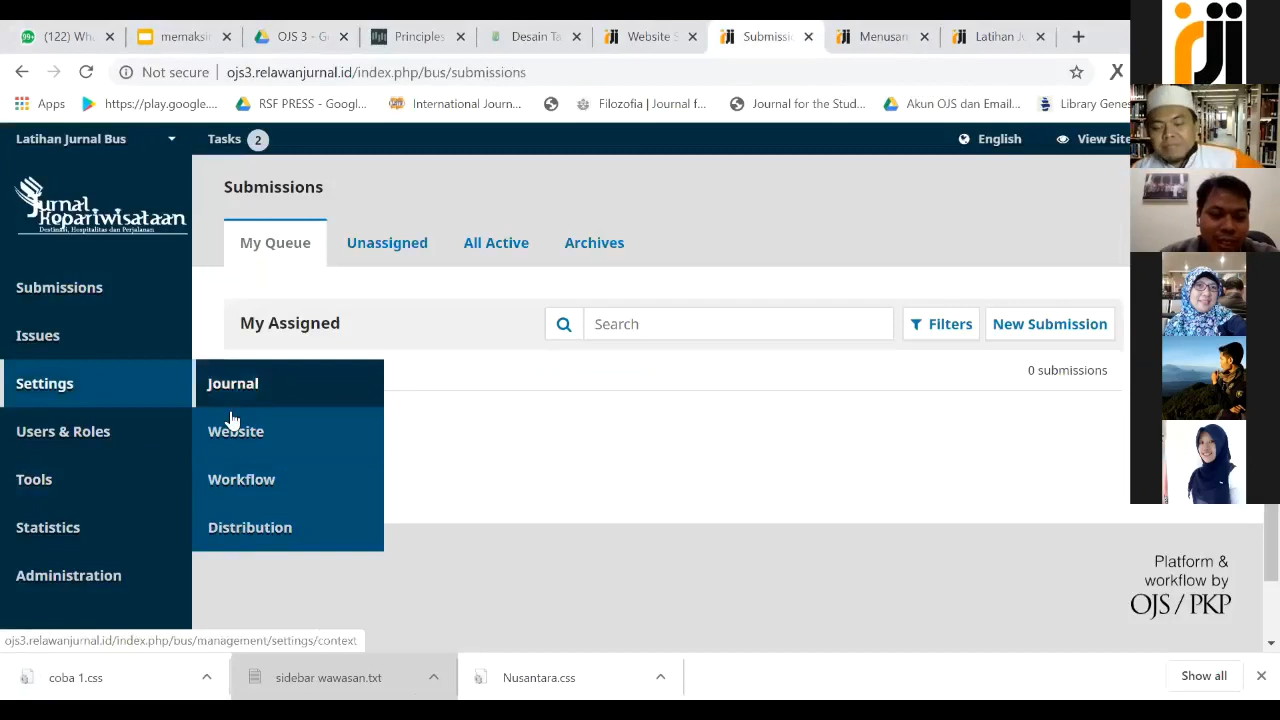 (122) Wh
memaksi
OJS 3 - G
Principles
Desain Ta
Website S
Submissi
Menusan
Latihan J
Not secure
ojs3.relawanjurnal.id/index.php/bus/submissions
X
Apps
https://play.google....
RSF PRESS - Googl...
International Journ...
Filozofia | Journal f...
Journal for the Stud...
Akun OJS dan Email...
Library Genes
Latihan Jurnal Bus
Tasks 2
English
View Site
Jurnal
Kepariwisataan
Destinasi, Hospitalitas dan Perjalanan
Submissions
My Queue
Unassigned
All Active
Archives
Submissions
Issues
Settings
Users & Roles
Tools
Statistics
Administration
Journal
Website
Workflow
Distribution
My Assigned
Search
Filters
New Submission
0 submissions
Platform &
workflow by
OJS / PKP
ojs3.relawanjurnal.id/index.php/bus/management/settings/context
coba 1.css
sidebar wawasan.txt
Nusantara.css
Show all